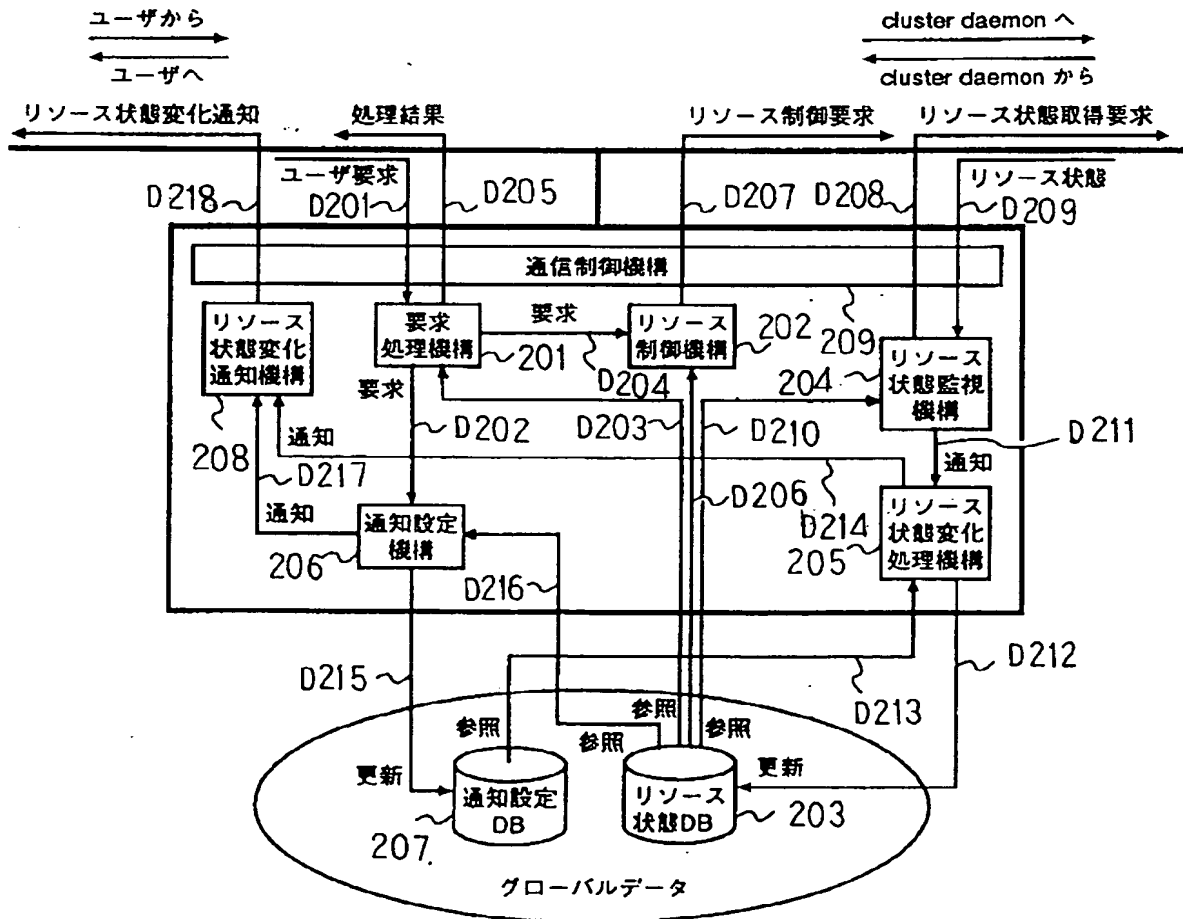 ユーザから
ユーザへ
cluster daemon へ
cluster daemon から
リソース状態変化通知
処理結果
リソース制御要求
リソース状態取得要求
ユーザ要求
リソース状態
D218
D201
D205
D207
D208
D209
通信制御機構
209
リソース
状態変化
通知機構
208
要求
処理機構
201
要求
D204
リソース
制御機構
202
リソース
状態監視
機構
204
要求
D202
D203
D210
D206
D211
通知
通知
D217
通知
D214
通知設定
機構
206
D216
リソース
状態変化
処理機構
205
D215
D213
D212
参照
参照
参照
参照
更新
更新
通知設定
DB
207
リソース
状態DB
203
グローバルデータ